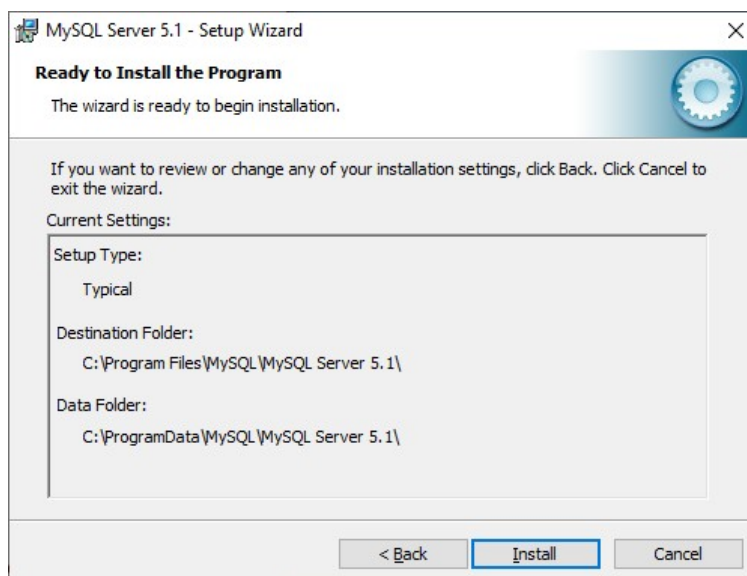 MySQL Server 5.1 - Setup Wizard
Ready to Install the Program
The wizard is ready to begin installation.
If you want to review or change any of your installation settings, click Back. Click Cancel to
exit the wizard.
Current Settings:
Setup Type:
Typical
Destination Folder:
C:\Program Files\MySQL\MySQL Server 5.1\
Data Folder:
C:\ProgramData\MySQL\MySQL Server 5.1\
< Back
Install
Cancel